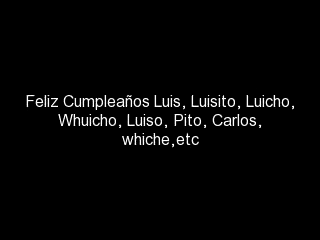 Feliz Cumpleaños Luis, Luisito, Luicho,
Whuicho, Luiso, Pito, Carlos,
whiche,etc